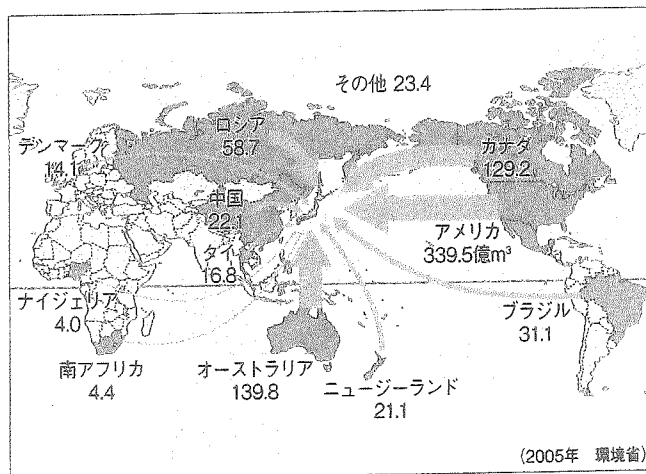 その他 23.4
ロシア
58.7
デンマーク
14.1
カナダ
129.2
中国
22.1
アメリカ
339.5億m³
タイ
16.8
ナイジェリア
4.0
ブラジル
31.1
南アフリカ
4.4
オーストラリア
139.8
ニュージーランド
21.1
(2005年 環境省)